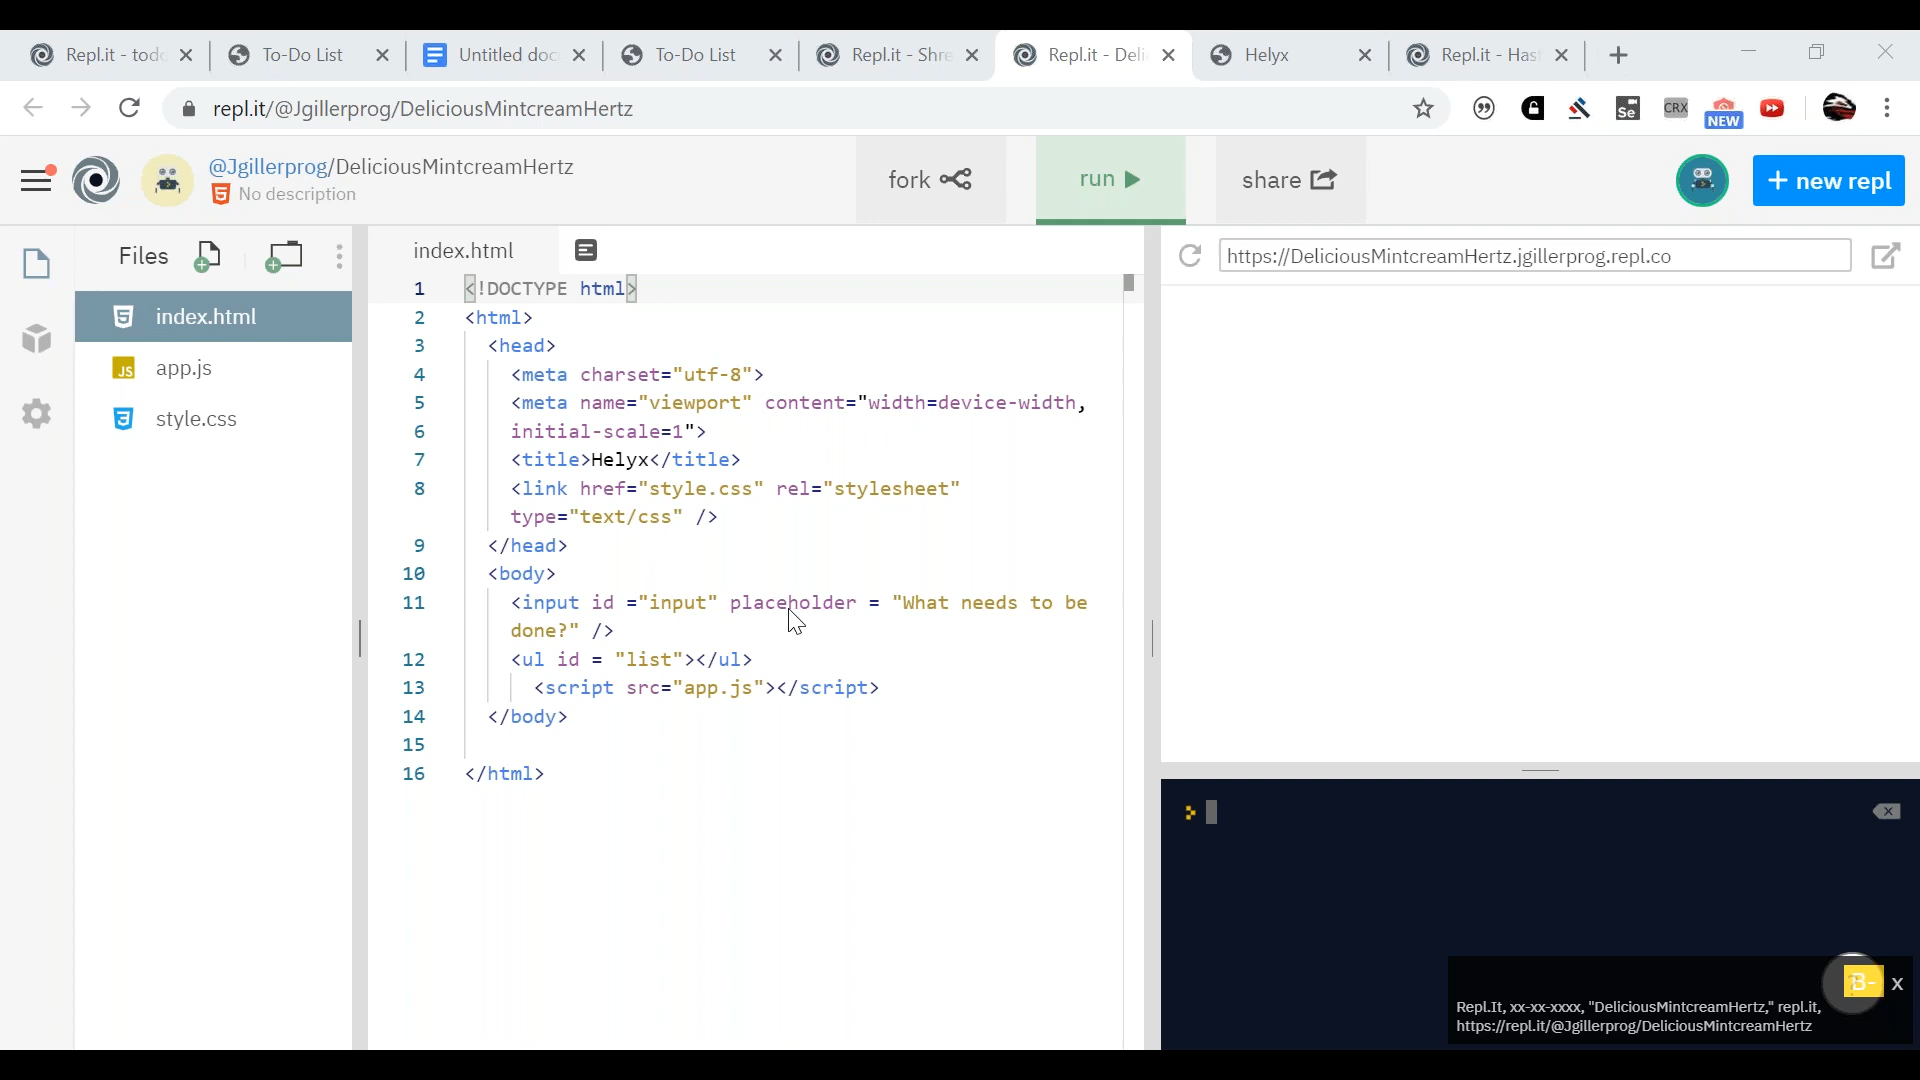 Repl.it - tod
To-Do List
Untitled doc
To-Do List
Repl.it - Shre
Repl.it - Deli
Helyx
Repl.it - Has
repl.it/@Jgillerprog/DeliciousMintcreamHertz
Se
CRX
NEW
@Jgillerprog/DeliciousMintcreamHertz
No description
fork
run
share
+ new repl
Files
index.html
https://DeliciousMintcreamHertz.jgillerprog.repl.co
index.html
JS
app.js
style.css
1 <!DOCTYPE html>
2 <html>
3 <head>
4 <meta charset="utf-8">
5 <meta name="viewport" content="width=device-width,
6 initial-scale=1">
7 <title>Helyx</title>
8 <link href="style.css" rel="stylesheet"
type="text/css" />
9 </head>
10 <body>
11 <input id ="input" placeholder = "What needs to be
done?" />
12 <ul id = "list"></ul>
13 <script src="app.js"></script>
14 </body>
15
16 </html>
B-
x
Repl.It, xx-xx-xxxx, "DeliciousMintcreamHertz," repl.it,
https://repl.it/@Jgillerprog/DeliciousMintcreamHertz